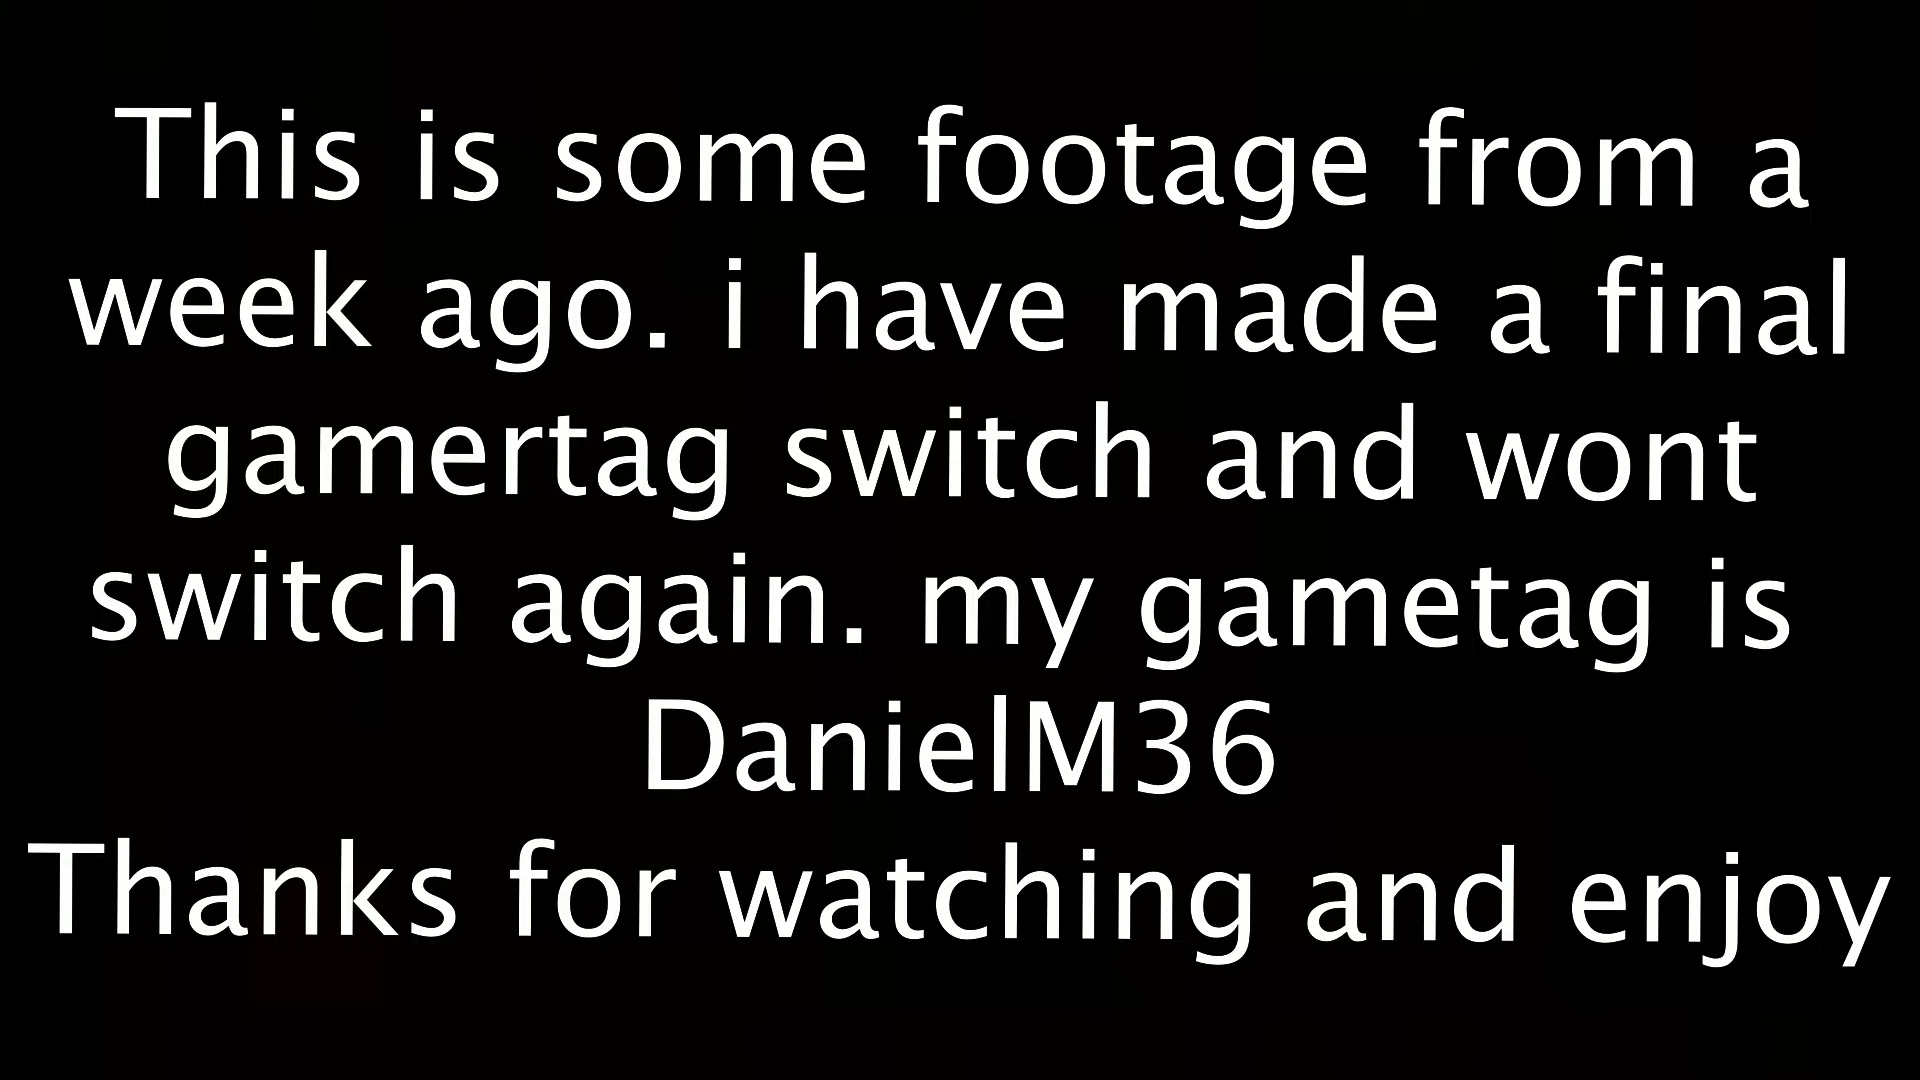 This is some footage from a
week ago. i have made a final
gamertag switch and wont
switch again. my gametag is
DanielM36
Thanks for watching and enjoy